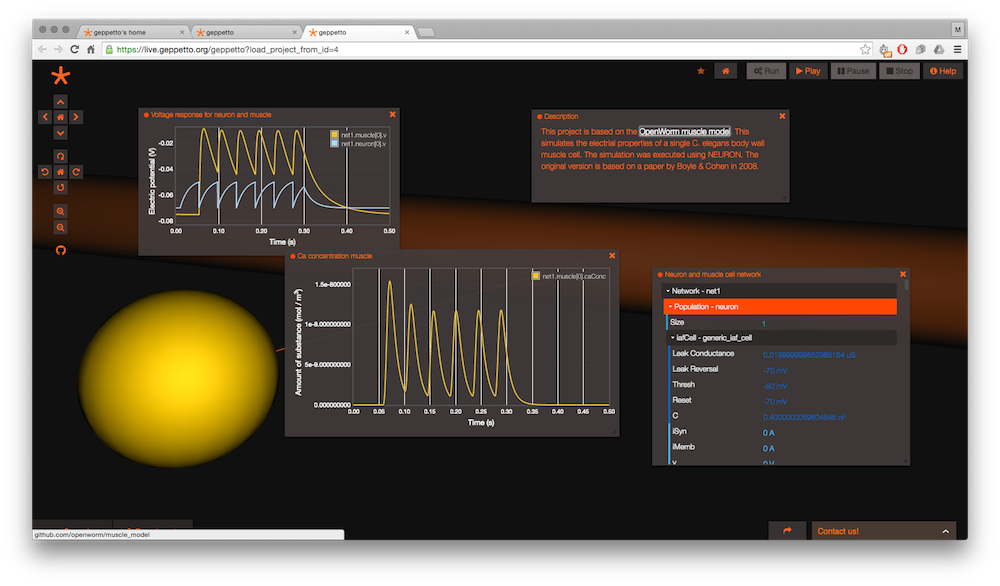 geppetto's home
geppetto
geppetto
M
https://live.geppetto.org/geppetto?load_project_from_id=4
Run
Play
Pause
Stop
Help
Voltage response for neuron and muscle
net1.muscle[0].v
net1.neuron[0].v
Electric potential (V)
-0.02
-0.04
-0.06
-0.08
0.00 0.10 0.20 0.30 0.40 0.50
Time (s)
Description
This project is based on the OpenWorm muscle model. This
simulates the electrial properties of a single C. elegans body wall
muscle cell. The simulation was executed using NEURON. The
original version is based on a paper by Boyle & Cohen in 2008.
Ca concentration muscle
net1.muscle[0].caConc
Amount of substance (mol / m³)
1.5e-800000
1e-8.000000000
5e-9.000000000
0.000000000
0.00 0.05 0.10 0.15 0.20 0.25 0.30 0.35 0.40 0.45 0.50
Time (s)
Neuron and muscle cell network
Network - net1
Population - neuron
Size 1
iafCell - generic_iaf_cell
Leak Conductance
Leak Reversal -70 mV
Thresh -50 mV
Reset -70 mV
C
iSyn 0 A
iMemb 0 A
v 0 V
github.com/openworm/muscle_model
Contact us!